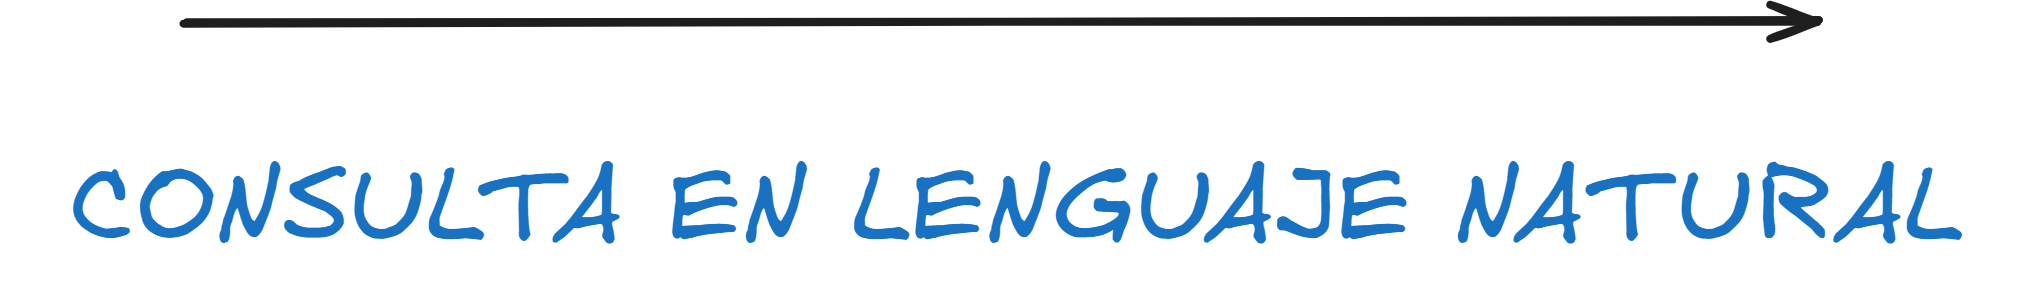 CONSULTA EN LENGUAJE NATURAL